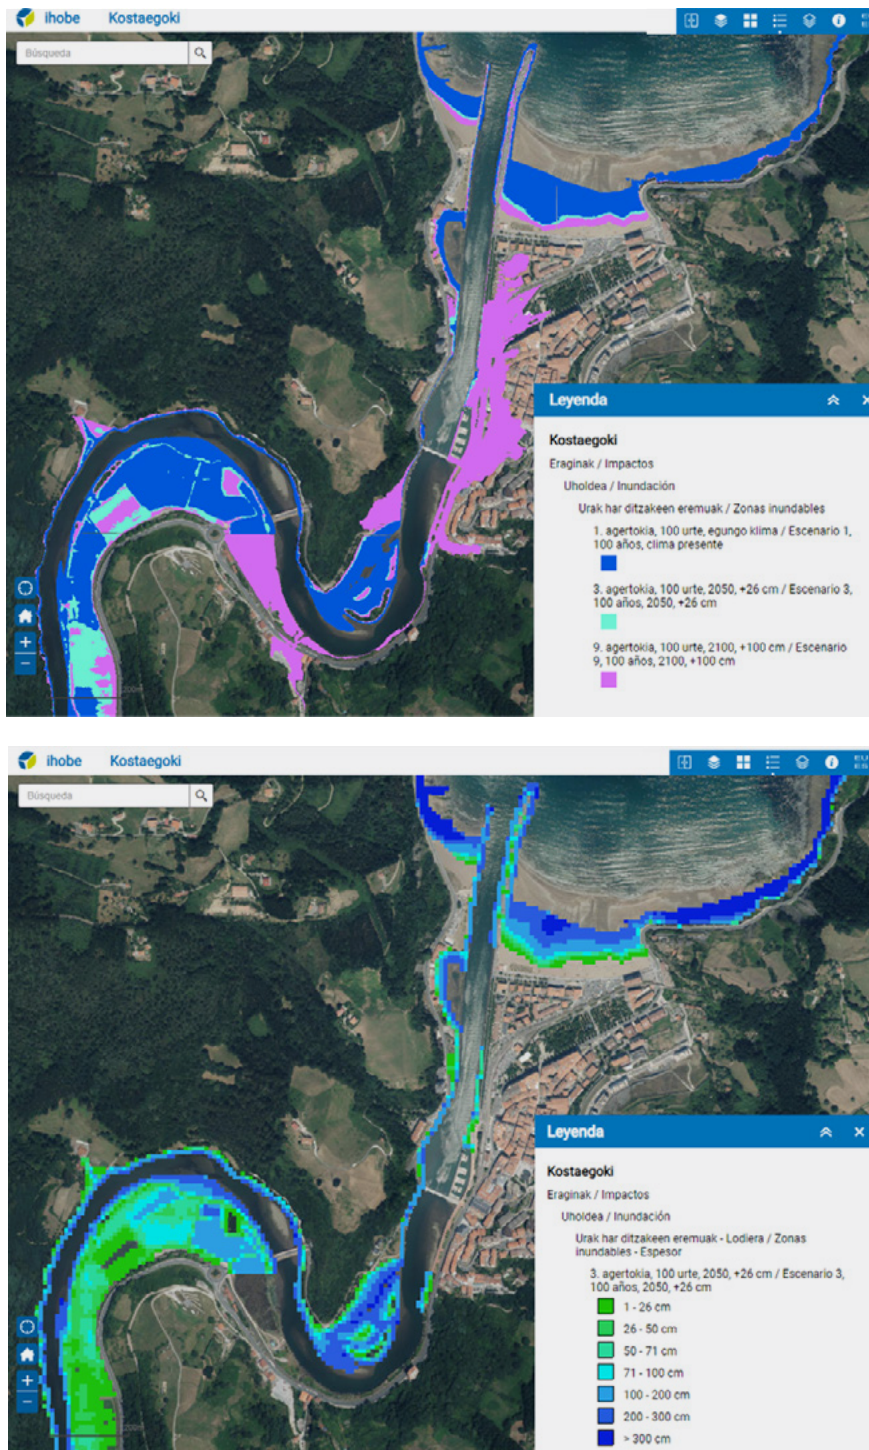 ihobe Kostaegoki
EU
Búsqueda
Leyenda
Kostaegoki
Eraginak / Impactos
Uholdea / Inundación
Urak har ditzakeen eremuak / Zonas inundables
1. agertokia, 100 urte, egungo klima / Escenario 1,
100 años, clima presente
3. agertokia, 100 urte, 2050, +26 cm / Escenario 3,
100 años, 2050, +26 cm
9. agertokia, 100 urte, 2100, +100 cm / Escenario
9, 100 años, 2100, +100 cm
+
−
200m
ihobe Kostaegoki
EU
ES
Búsqueda
Leyenda
Kostaegoki
Eraginak / Impactos
Uholdea / Inundación
Urak har ditzakeen eremuak - Lodiera / Zonas
inundables - Espesor
3. agertokia, 100 urte, 2050, +26 cm / Escenario 3,
100 años, 2050, +26 cm
1 - 26 cm
26 - 50 cm
50 - 71 cm
71 - 100 cm
100 - 200 cm
200 - 300 cm
> 300 cm
+
−
200m